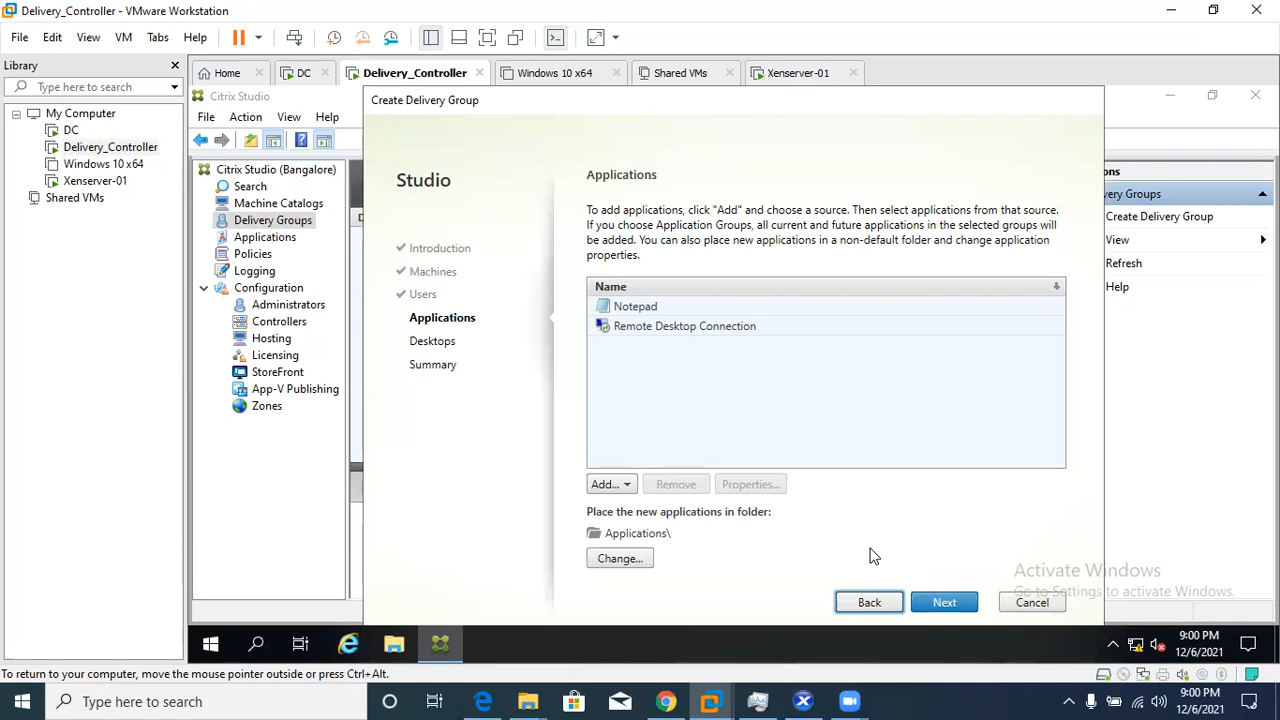 Delivery_Controller - VMware Workstation
File Edit View VM Tabs Help
Library
Type here to search
My Computer
DC
Delivery_Controller
Windows 10 x64
Xenserver-01
Shared VMs
Home DC Delivery_Controller Windows 10 x64 Shared VMs Xenserver-01
Citrix Studio
File Action View Help
Citrix Studio (Bangalore)
Search
Machine Catalogs
Delivery Groups
Applications
Policies
Logging
Configuration
Administrators
Controllers
Hosting
Licensing
StoreFront
App-V Publishing
Zones
D
Create Delivery Group
Studio
Introduction
Machines
Users
Applications
Desktops
Summary
Applications
To add applications, click "Add" and choose a source. Then select applications from that source.
If you choose Application Groups, all current and future applications in the selected groups will
be added. You can also place new applications in a non-default folder and change application
properties.
Name
Notepad
Remote Desktop Connection
Add... Remove Properties...
Place the new applications in folder:
Applications\
Change...
Back Next Cancel
ons
very Groups
Create Delivery Group
View
Refresh
Help
Activate Windows
Go to Settings to activate Windows.
9:00 PM
12/6/2021
To return to your computer, move the mouse pointer outside or press Ctrl+Alt.
Type here to search
9:00 PM
12/6/2021